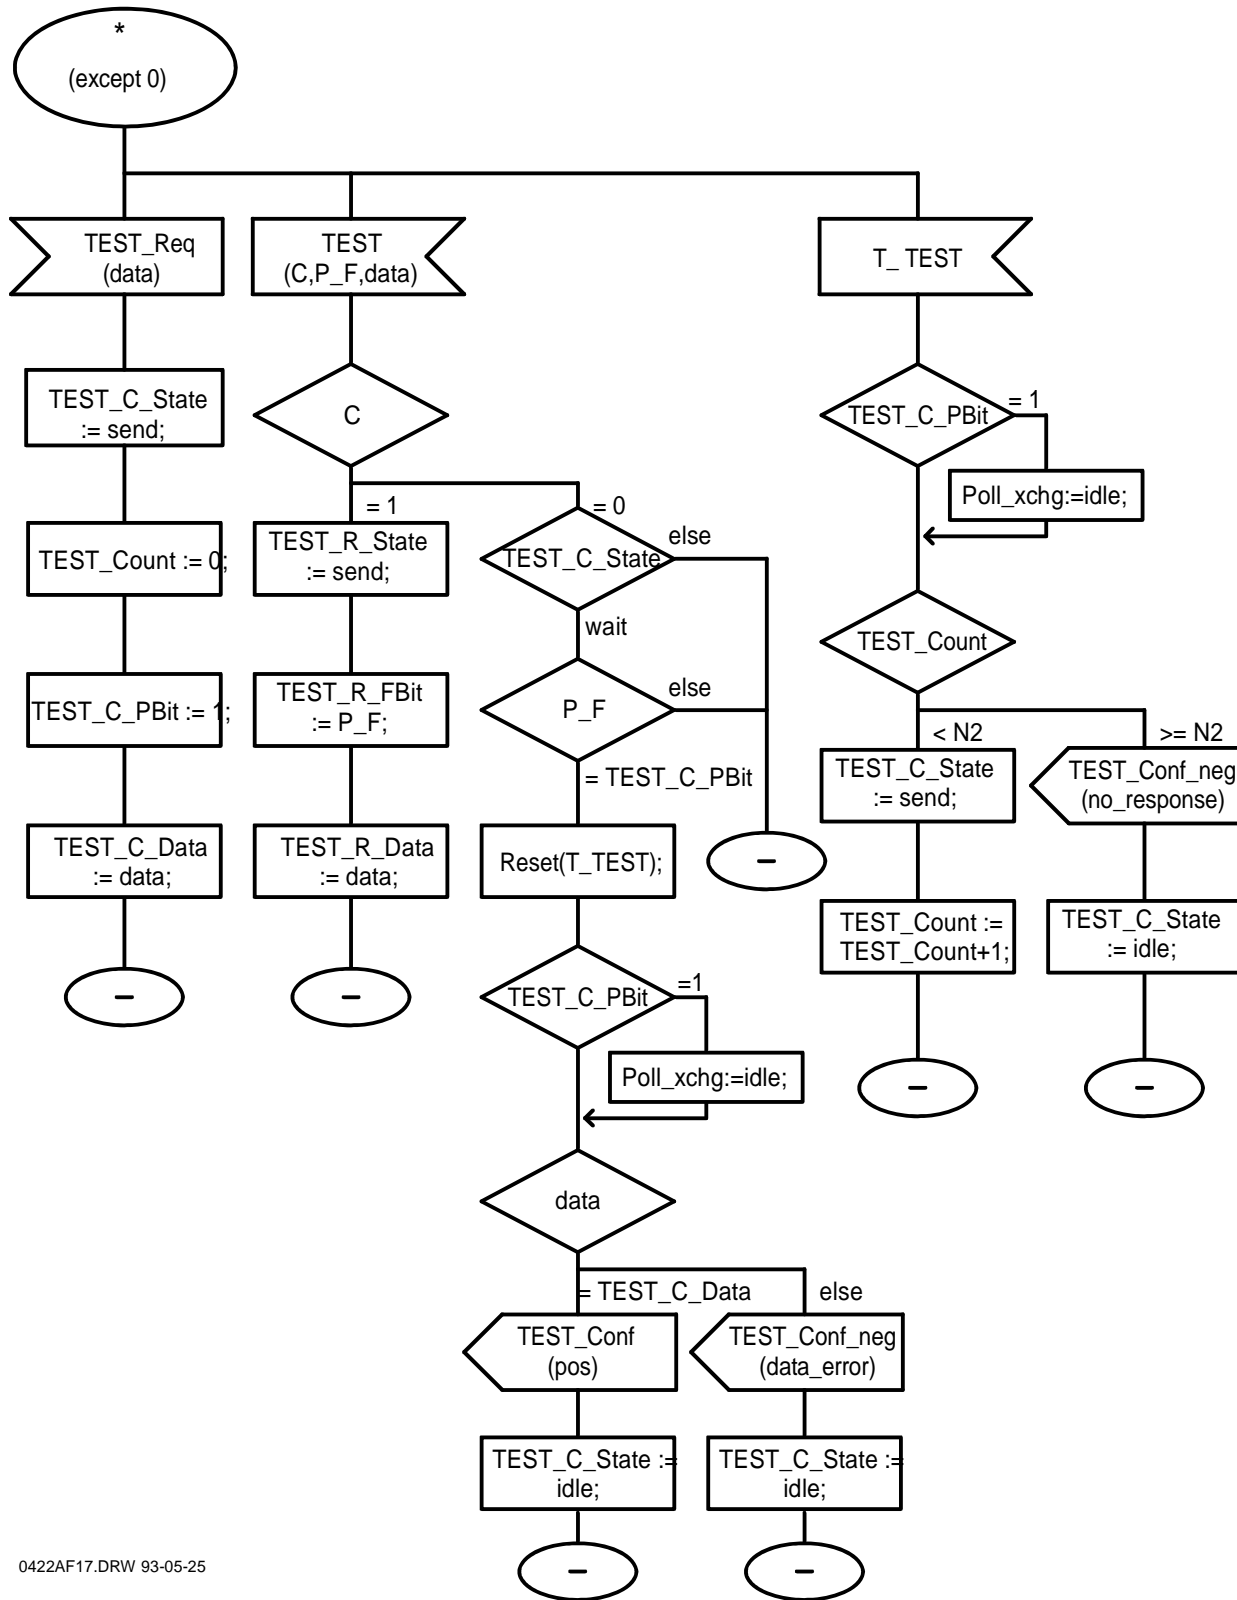 *
(except 0)
TEST_Req
(data)
TEST
(C,P_F,data)
T_ TEST
TEST_C_State
:= send;
C
TEST_C_PBit
= 1
Poll_xchg:=idle;
= 1
= 0
TEST_Count := 0;
TEST_R_State
:= send;
TEST_C_State
else
wait
TEST_Count
TEST_C_PBit := 1;
TEST_R_FBit
:= P_F;
P_F
else
< N2
>= N2
= TEST_C_PBit
TEST_C_State
:= send;
TEST_Conf_neg
(no_response)
TEST_C_Data
:= data;
TEST_R_Data
:= data;
Reset(T_TEST);
–
TEST_Count :=
TEST_Count+1;
TEST_C_State
:= idle;
–
–
TEST_C_PBit
=1
Poll_xchg:=idle;
–
–
data
= TEST_C_Data
else
TEST_Conf
(pos)
TEST_Conf_neg
(data_error)
TEST_C_State :=
idle;
TEST_C_State :=
idle;
–
–
0422AF17.DRW 93-05-25